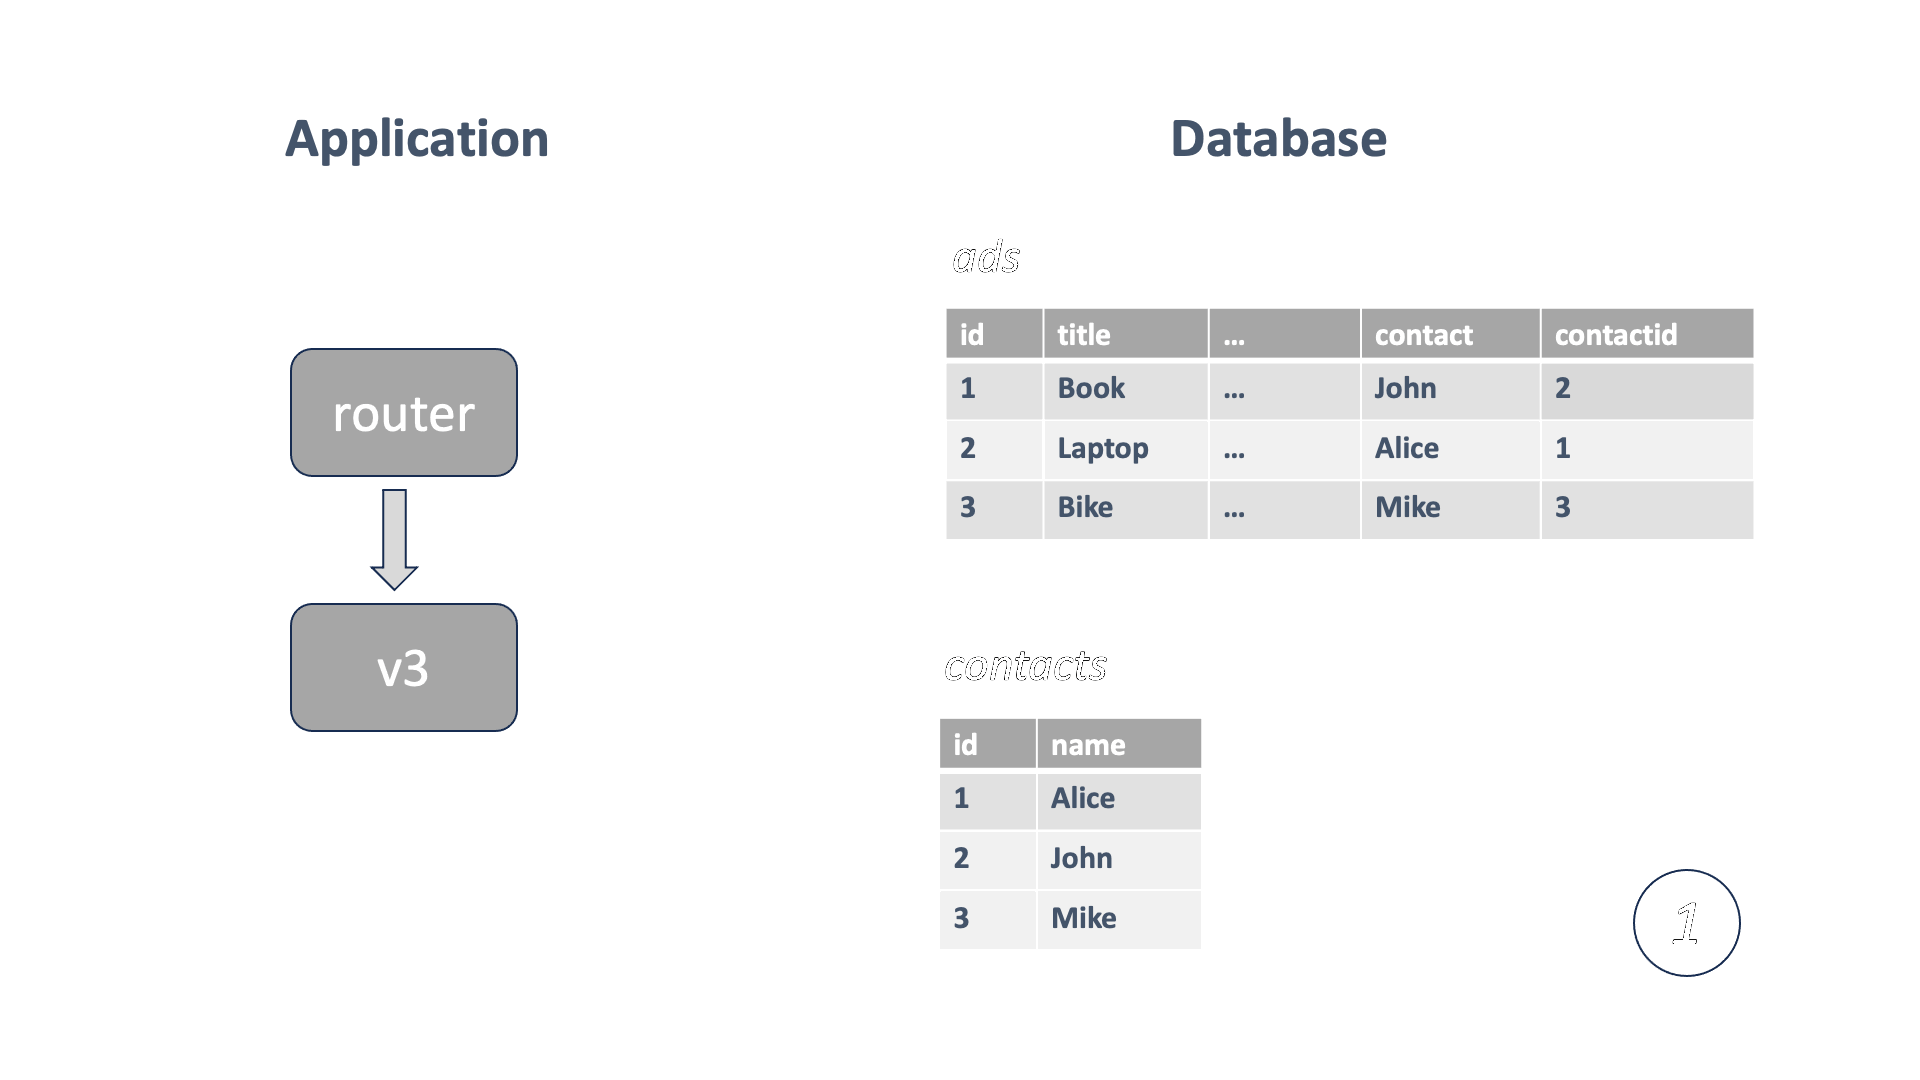 Application
Database
router
v3
ads
id title ... contact contactid
1 Book ... John 2
2 Laptop ... Alice 1
3 Bike ... Mike 3
contacts
id name
1 Alice
2 John
3 Mike
1